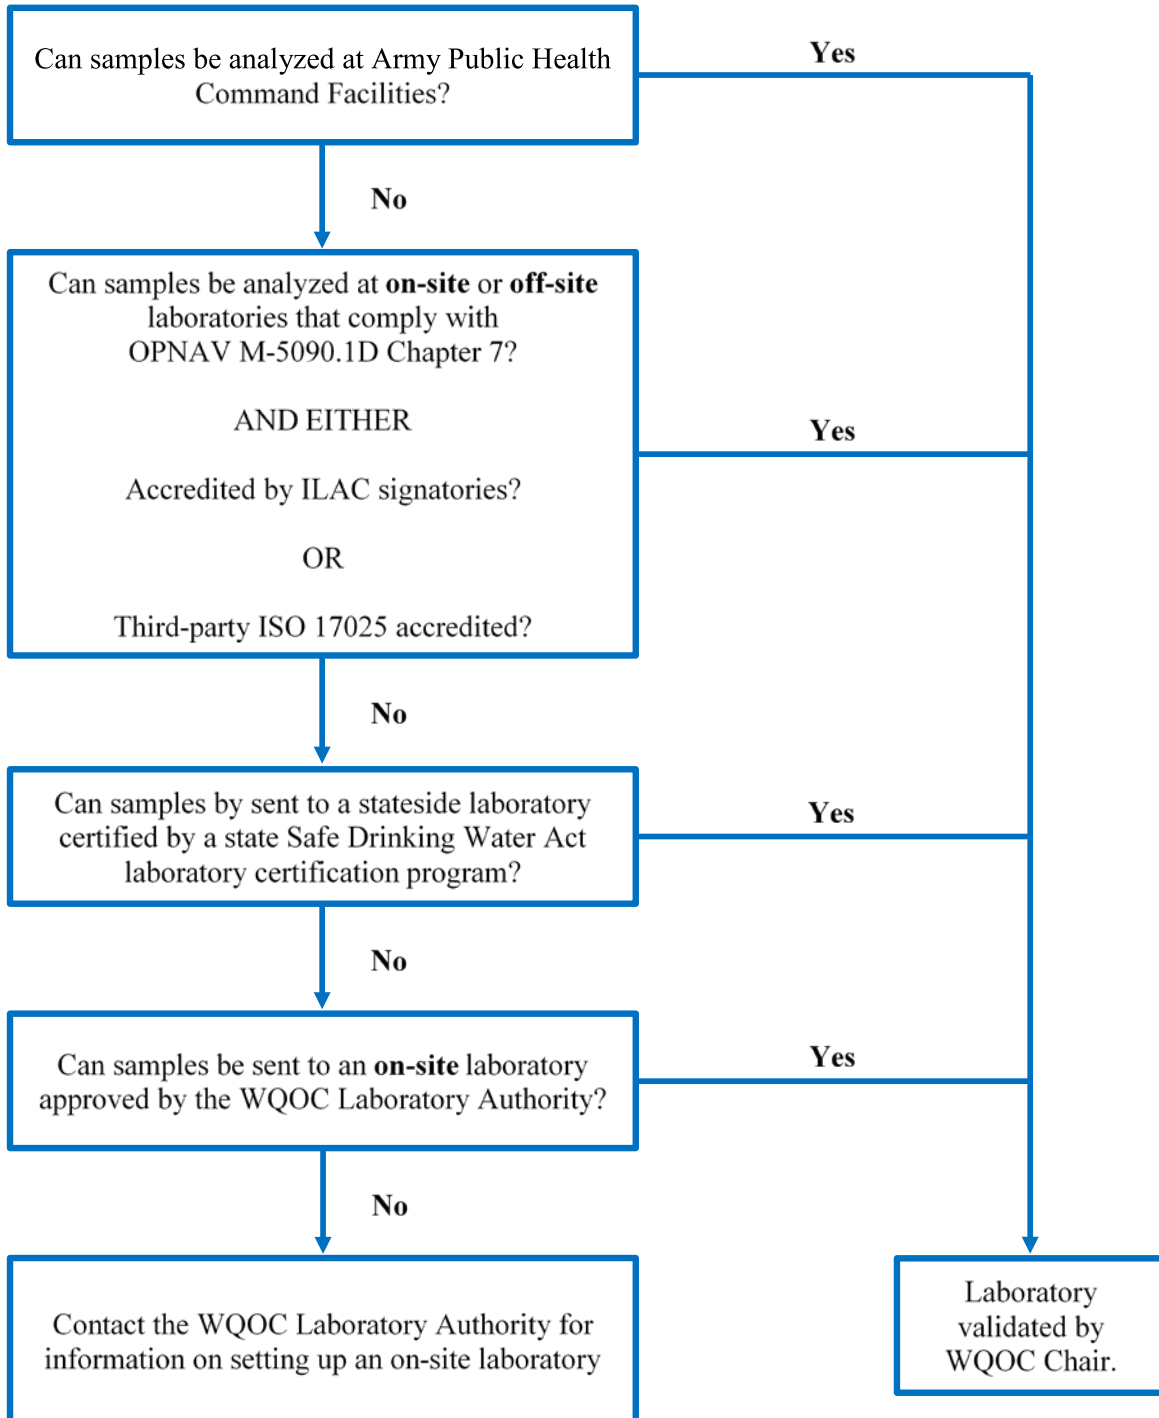 Can samples be analyzed at Army Public Health
Command Facilities?
Yes
No
Can samples be analyzed at on-site or off-site
laboratories that comply with
OPNAV M-5090.1D Chapter 7?
AND EITHER
Accredited by ILAC signatories?
OR
Third-party ISO 17025 accredited?
Yes
No
Can samples by sent to a stateside laboratory
certified by a state Safe Drinking Water Act
laboratory certification program?
Yes
No
Can samples be sent to an on-site laboratory
approved by the WQOC Laboratory Authority?
Yes
No
Contact the WQOC Laboratory Authority for
information on setting up an on-site laboratory
Laboratory
validated by
WQOC Chair.